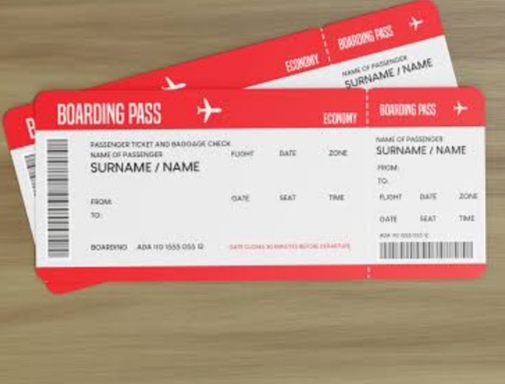 ECONOMY
BOARDING PASS
NAME OF PASSENGER
SURNAME / NAME
B
BOARDING PASS
ECONOMY
BOARDING PASS
PASSENGER TICKET AND BAGGAGE CHECK
NAME OF PASSENGER
SURNAME / NAME
FLIGHT DATE ZONE
FROM:
TO:
GATE SEAT TIME
BOARDING ADA 110 1555 055 12
GATE CLOSES 30 MINUTES BEFORE DEPARTURE
NAME OF PASSENGER
SURNAME / NAME
FROM:
TO:
FLIGHT DATE ZONE
GATE SEAT TIME